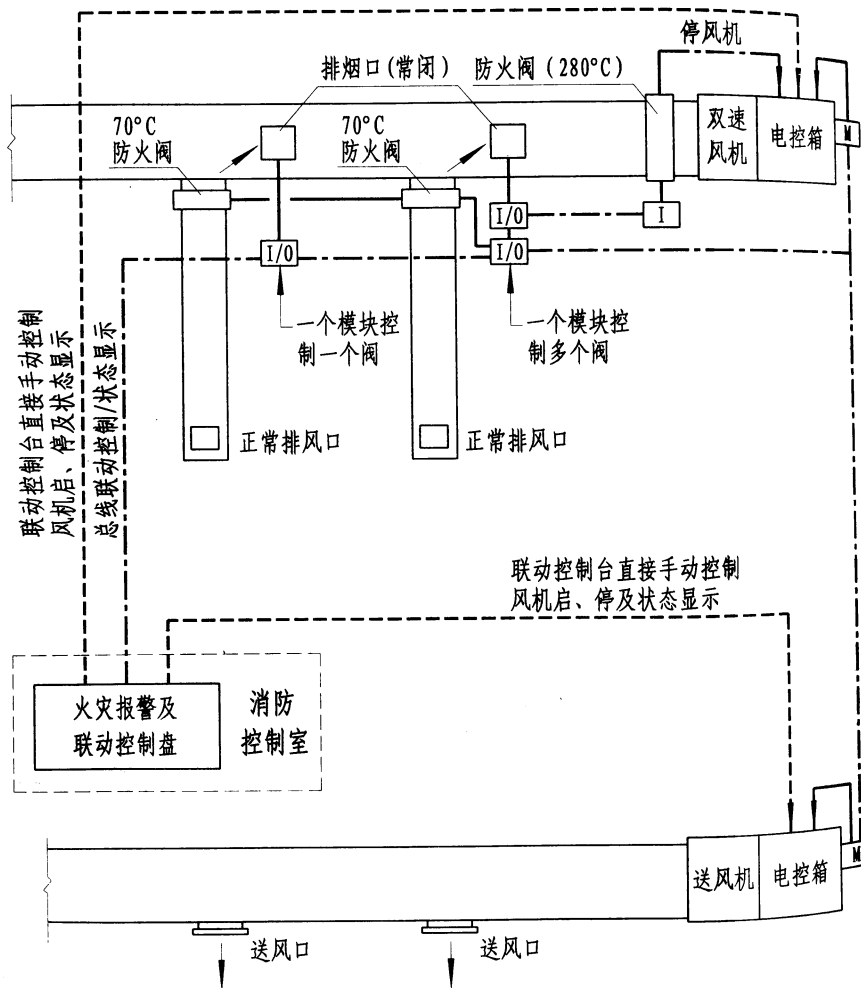 停风机
排烟口(常闭)
防火阀(280°C)
70°C
防火阀
70°C
防火阀
双速
风机
电控箱
M
I/O
I
I/O
I/O
一个模块控
制一个阀
一个模块控
制多个阀
正常排风口
正常排风口
联动控制台直接手动控制
风机启、停及状态显示
总线联动控制/状态显示
联动控制台直接手动控制
风机启、停及状态显示
火灾报警及
联动控制盘
消防
控制室
送风机
电控箱
M
送风口
送风口